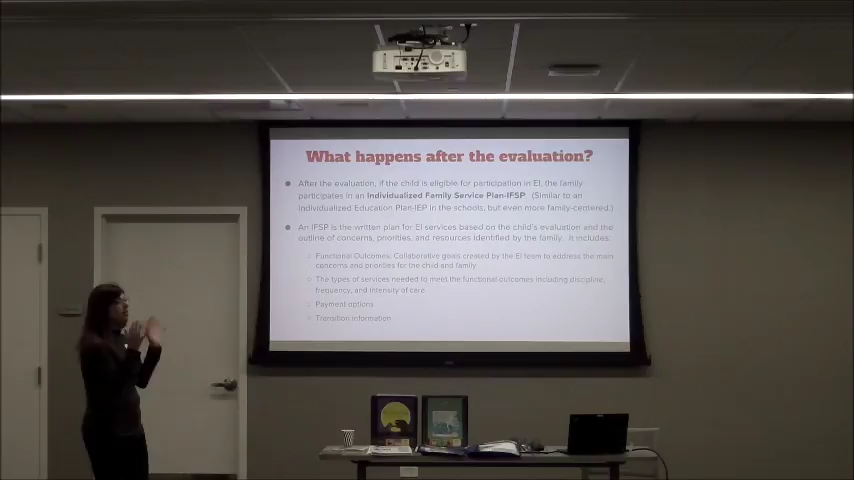 What happens after the evaluation?
After the evaluation, if the child is eligible for participation in EI, the family
participates in an Individualized Family Service Plan-IFSP. (Similar to an
Individualized Education Plan-IEP in the schools, but even more family-centered.)
An IFSP is the written plan for EI services based on the child's evaluation and the
outline of concerns, priorities, and resources identified by the family. It includes:
Functional Outcomes: Collaborative goals created by the EI team to address the main
concerns and priorities for the child and family
The types of services needed to meet the functional outcomes including discipline,
frequency, and intensity of care
Payment options
Transition information